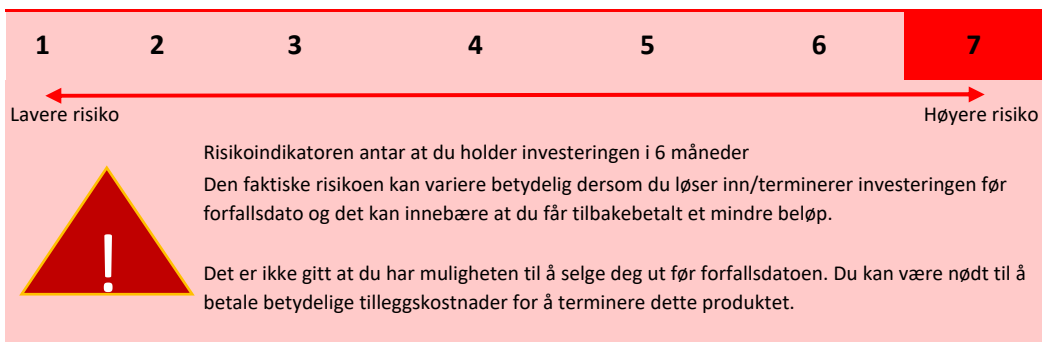 1 2 3 4 5 6 7
Lavere risiko Høyere risiko
Risikoindikatoren antar at du holder investeringen i 6 måneder
Den faktiske risikoen kan variere betydelig dersom du løser inn/terminerer investeringen før
forfallsdato og det kan innebære at du får tilbakebetalt et mindre beløp.
!
Det er ikke gitt at du har muligheten til å selge deg ut før forfallsdatoen. Du kan være nødt til å
betale betydelige tilleggskostnader for å terminere dette produktet.